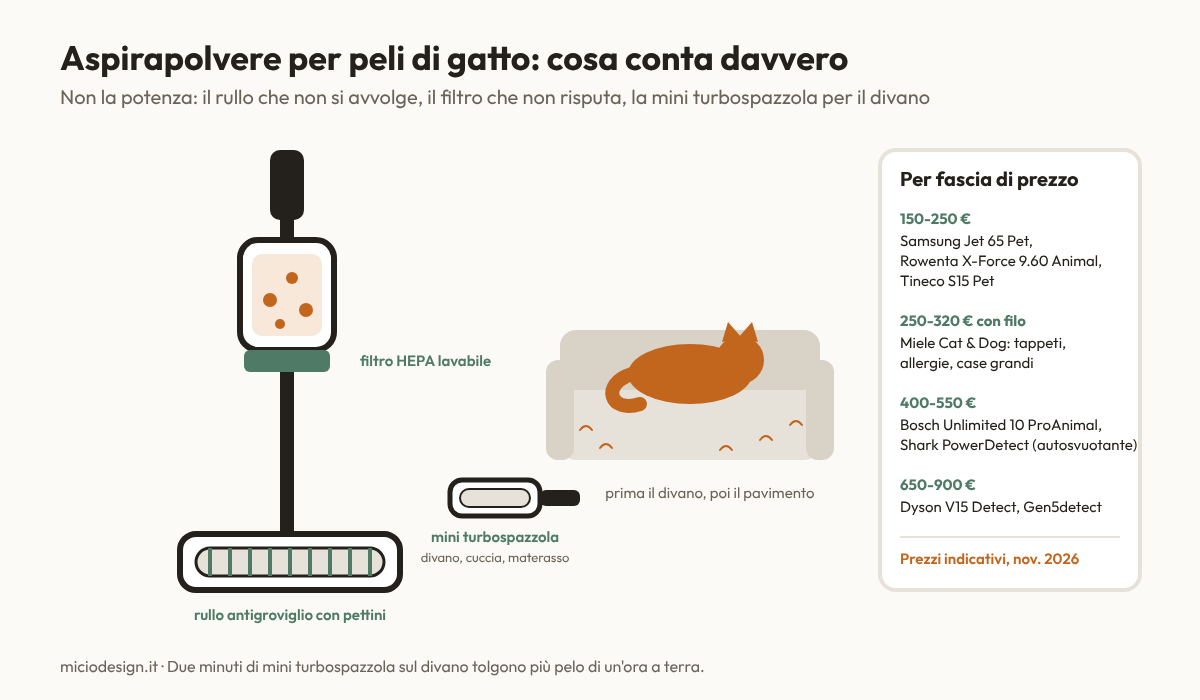 Aspirapolvere per peli di gatto: cosa conta davvero
Non la potenza: il rullo che non si avvolge, il filtro che non risputa, la mini turbospazzola per il divano
filtro HEPA lavabile
prima il divano, poi il pavimento
mini turbospazzola
divano, cuccia, materasso
rullo antigroviglio con pettini
Per fascia di prezzo
150-250 €
Samsung Jet 65 Pet,
Rowenta X-Force 9.60 Animal,
Tineco S15 Pet
250-320 € con filo
Miele Cat & Dog: tappeti,
allergie, case grandi
400-550 €
Bosch Unlimited 10 ProAnimal,
Shark PowerDetect (autosvuotante)
650-900 €
Dyson V15 Detect, Gen5detect
Prezzi indicativi, nov. 2026
miciodesign.it · Due minuti di mini turbospazzola sul divano tolgono più pelo di un'ora a terra.